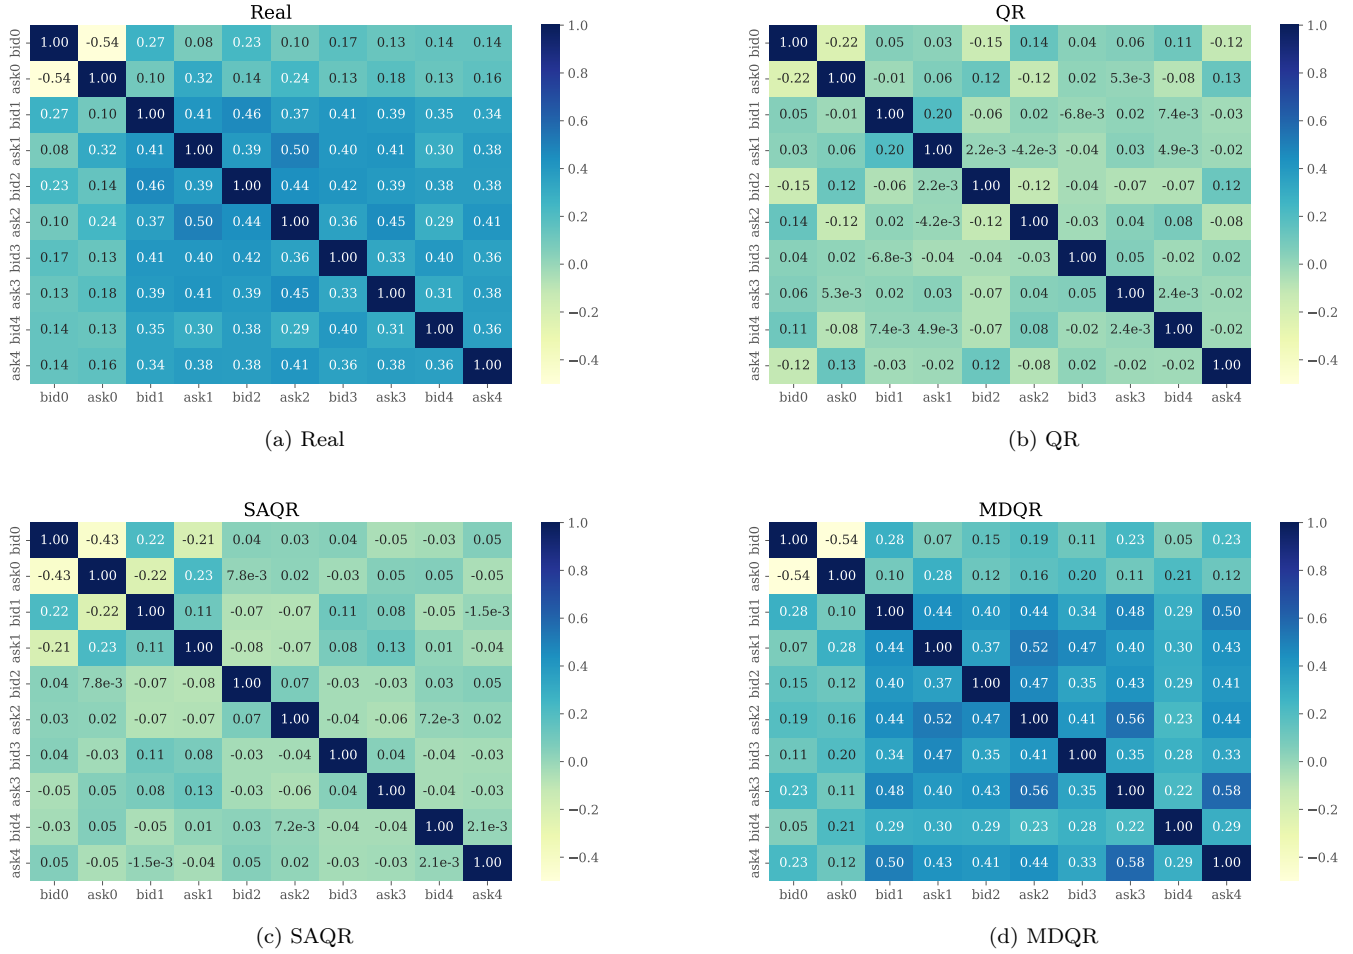 Real
bid0 1.00 -0.54 0.27 0.08 0.23 0.10 0.17 0.13 0.14 0.14
ask0 -0.54 1.00 0.10 0.32 0.14 0.24 0.13 0.18 0.13 0.16
bid1 0.27 0.10 1.00 0.41 0.46 0.37 0.41 0.39 0.35 0.34
ask1 0.08 0.32 0.41 1.00 0.39 0.50 0.40 0.41 0.30 0.38
bid2 0.23 0.14 0.46 0.39 1.00 0.44 0.42 0.39 0.38 0.38
ask2 0.10 0.24 0.37 0.50 0.44 1.00 0.36 0.45 0.29 0.41
bid3 0.17 0.13 0.41 0.40 0.42 0.36 1.00 0.33 0.40 0.36
ask3 0.13 0.18 0.39 0.41 0.39 0.45 0.33 1.00 0.31 0.38
bid4 0.14 0.13 0.35 0.30 0.38 0.29 0.40 0.31 1.00 0.36
ask4 0.14 0.16 0.34 0.38 0.38 0.41 0.36 0.38 0.36 1.00
bid0 ask0 bid1 ask1 bid2 ask2 bid3 ask3 bid4 ask4
1.0
0.8
0.6
0.4
0.2
0.0
−0.2
−0.4
(a) Real
QR
bid0 1.00 -0.22 0.05 0.03 -0.15 0.14 0.04 0.06 0.11 -0.12
ask0 -0.22 1.00 -0.01 0.06 0.12 -0.12 0.02 5.3e-3 -0.08 0.13
bid1 0.05 -0.01 1.00 0.20 -0.06 0.02 -6.8e-3 0.02 7.4e-3 -0.03
ask1 0.03 0.06 0.20 1.00 2.2e-3 -4.2e-3 -0.04 0.03 4.9e-3 -0.02
bid2 -0.15 0.12 -0.06 2.2e-3 1.00 -0.12 -0.04 -0.07 -0.07 0.12
ask2 0.14 -0.12 0.02 -4.2e-3 -0.12 1.00 -0.03 0.04 0.08 -0.08
bid3 0.04 0.02 -6.8e-3 -0.04 -0.04 -0.03 1.00 0.05 -0.02 0.02
ask3 0.06 5.3e-3 0.02 0.03 -0.07 0.04 0.05 1.00 2.4e-3 -0.02
bid4 0.11 -0.08 7.4e-3 4.9e-3 -0.07 0.08 -0.02 2.4e-3 1.00 -0.02
ask4 -0.12 0.13 -0.03 -0.02 0.12 -0.08 0.02 -0.02 -0.02 1.00
bid0 ask0 bid1 ask1 bid2 ask2 bid3 ask3 bid4 ask4
1.0
0.8
0.6
0.4
0.2
0.0
−0.2
−0.4
(b) QR
SAQR
bid0 1.00 -0.43 0.22 -0.21 0.04 0.03 0.04 -0.05 -0.03 0.05
ask0 -0.43 1.00 -0.22 0.23 7.8e-3 0.02 -0.03 0.05 0.05 -0.05
bid1 0.22 -0.22 1.00 0.11 -0.07 -0.07 0.11 0.08 -0.05 -1.5e-3
ask1 -0.21 0.23 0.11 1.00 -0.08 -0.07 0.08 0.13 0.01 -0.04
bid2 0.04 7.8e-3 -0.07 -0.08 1.00 0.07 -0.03 -0.03 0.03 0.05
ask2 0.03 0.02 -0.07 -0.07 0.07 1.00 -0.04 -0.06 7.2e-3 0.02
bid3 0.04 -0.03 0.11 0.08 -0.03 -0.04 1.00 0.04 -0.04 -0.03
ask3 -0.05 0.05 0.08 0.13 -0.03 -0.06 0.04 1.00 -0.04 -0.03
bid4 -0.03 0.05 -0.05 0.01 0.03 7.2e-3 -0.04 -0.04 1.00 2.1e-3
ask4 0.05 -0.05 -1.5e-3 -0.04 0.05 0.02 -0.03 -0.03 2.1e-3 1.00
bid0 ask0 bid1 ask1 bid2 ask2 bid3 ask3 bid4 ask4
1.0
0.8
0.6
0.4
0.2
0.0
−0.2
−0.4
(c) SAQR
MDQR
bid0 1.00 -0.54 0.28 0.07 0.15 0.19 0.11 0.23 0.05 0.23
ask0 -0.54 1.00 0.10 0.28 0.12 0.16 0.20 0.11 0.21 0.12
bid1 0.28 0.10 1.00 0.44 0.40 0.44 0.34 0.48 0.29 0.50
ask1 0.07 0.28 0.44 1.00 0.37 0.52 0.47 0.40 0.30 0.43
bid2 0.15 0.12 0.40 0.37 1.00 0.47 0.35 0.43 0.29 0.41
ask2 0.19 0.16 0.44 0.52 0.47 1.00 0.41 0.56 0.23 0.44
bid3 0.11 0.20 0.34 0.47 0.35 0.41 1.00 0.35 0.28 0.33
ask3 0.23 0.11 0.48 0.40 0.43 0.56 0.35 1.00 0.22 0.58
bid4 0.05 0.21 0.29 0.30 0.29 0.23 0.28 0.22 1.00 0.29
ask4 0.23 0.12 0.50 0.43 0.41 0.44 0.33 0.58 0.29 1.00
bid0 ask0 bid1 ask1 bid2 ask2 bid3 ask3 bid4 ask4
1.0
0.8
0.6
0.4
0.2
0.0
−0.2
−0.4
(d) MDQR